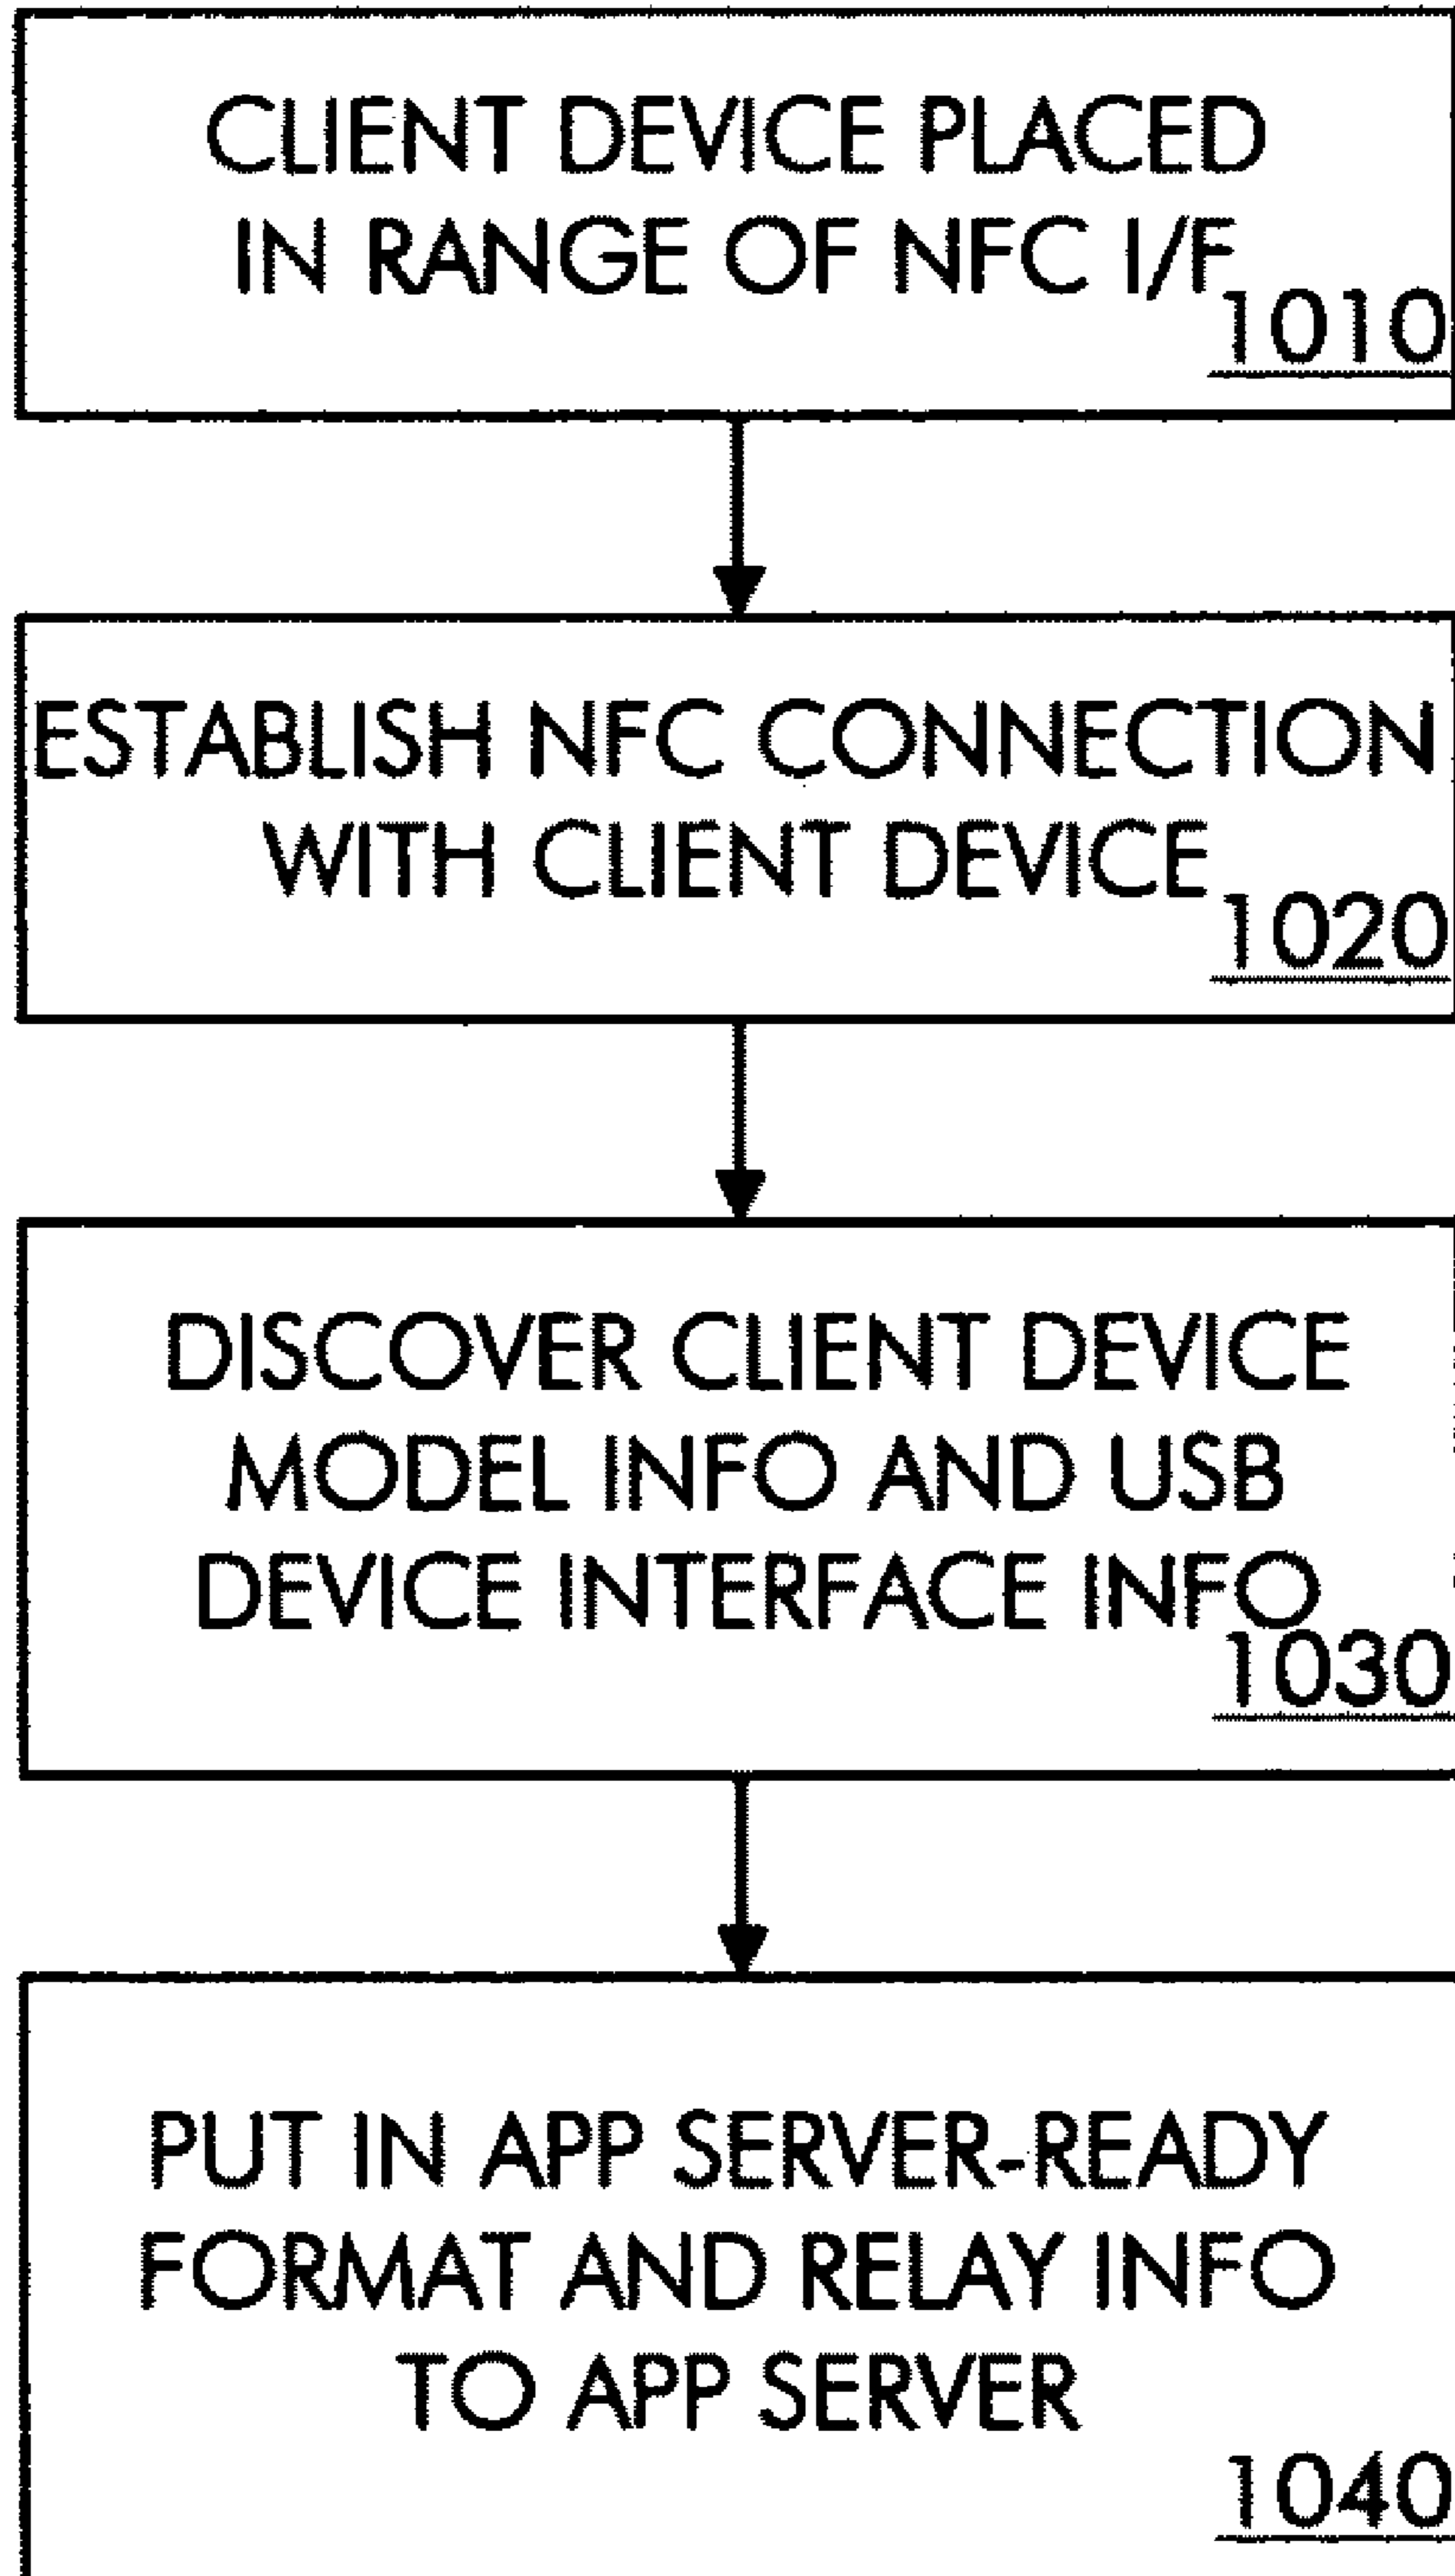 CLIENT DEVICE PLACED
IN RANGE OF NFC I/F
1010
ESTABLISH NFC CONNECTION
WITH CLIENT DEVICE
1020
DISCOVER CLIENT DEVICE
MODEL INFO AND USB
DEVICE INTERFACE INFO
1030
PUT IN APP SERVER-READY
FORMAT AND RELAY INFO
TO APP SERVER
1040